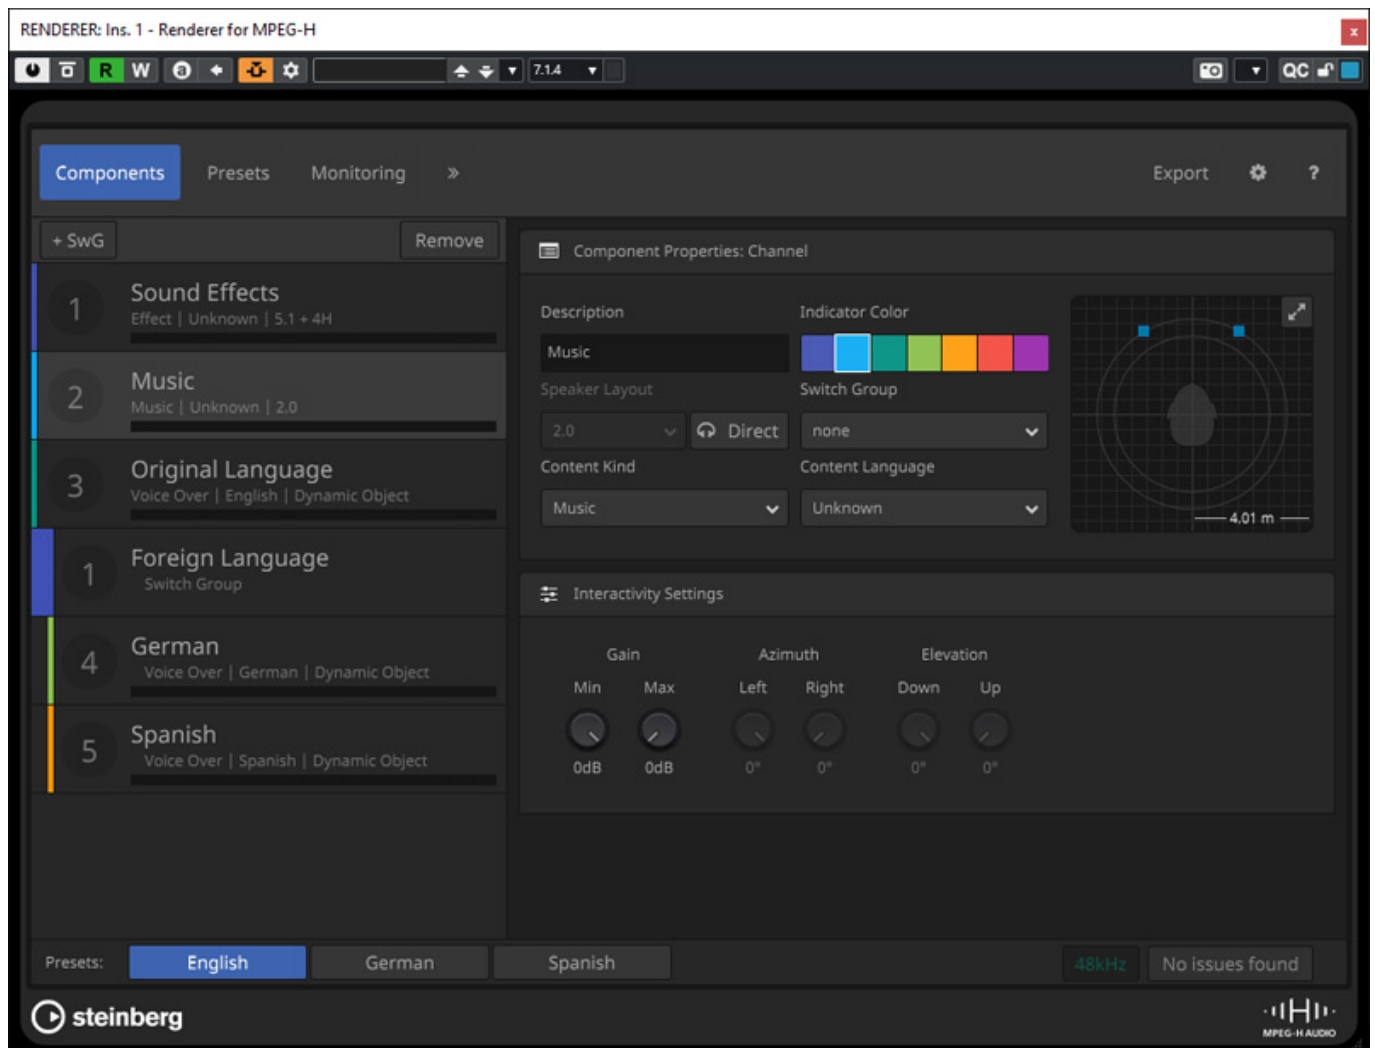 RENDERER: Ins. 1 - Renderer for MPEG-H
x
R W a 7.1.4 QC
Components Presets Monitoring » Export ?
+ SwG Remove
1 Sound Effects
Effect | Unknown | 5.1 + 4H
2 Music
Music | Unknown | 2.0
3 Original Language
Voice Over | English | Dynamic Object
1 Foreign Language
Switch Group
4 German
Voice Over | German | Dynamic Object
5 Spanish
Voice Over | Spanish | Dynamic Object
Component Properties: Channel
Description Indicator Color
Music
Speaker Layout Switch Group
2.0 Direct none
Content Kind Content Language
Music Unknown
4.01 m
Interactivity Settings
Gain Azimuth Elevation
Min Max Left Right Down Up
0dB 0dB 0° 0° 0° 0°
Presets: English German Spanish 48kHz No issues found
steinberg
MPEG-H AUDIO